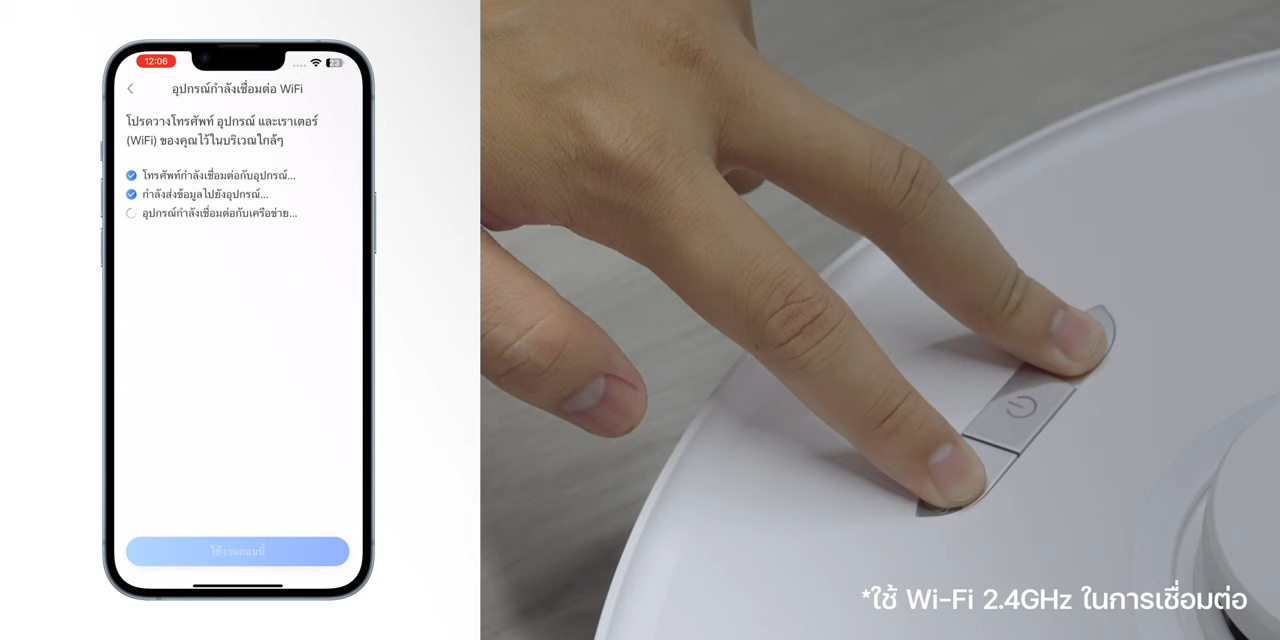 12:06
23
อุปกรณ์กำลังเชื่อมต่อ WiFi
โปรดวางโทรศัพท์ อุปกรณ์ และเราเตอร์
(WiFi) ของคุณไว้ในบริเวณใกล้ๆ
โทรศัพท์กำลังเชื่อมต่อกับอุปกรณ์...
กำลังส่งข้อมูลไปยังอุปกรณ์...
อุปกรณ์กำลังเชื่อมต่อกับเครือข่าย...
ใช้งานตอนนี้
*ใช้ Wi-Fi 2.4GHz ในการเชื่อมต่อ